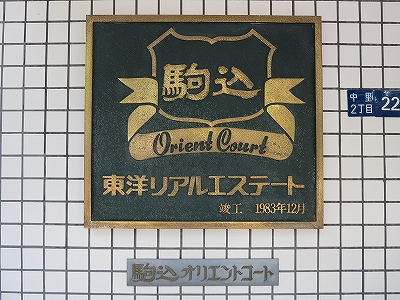 駒込
Orient Court
東洋リアルエステート
竣工 1983年12月
中里
2丁目 22
駒込オリエントコート